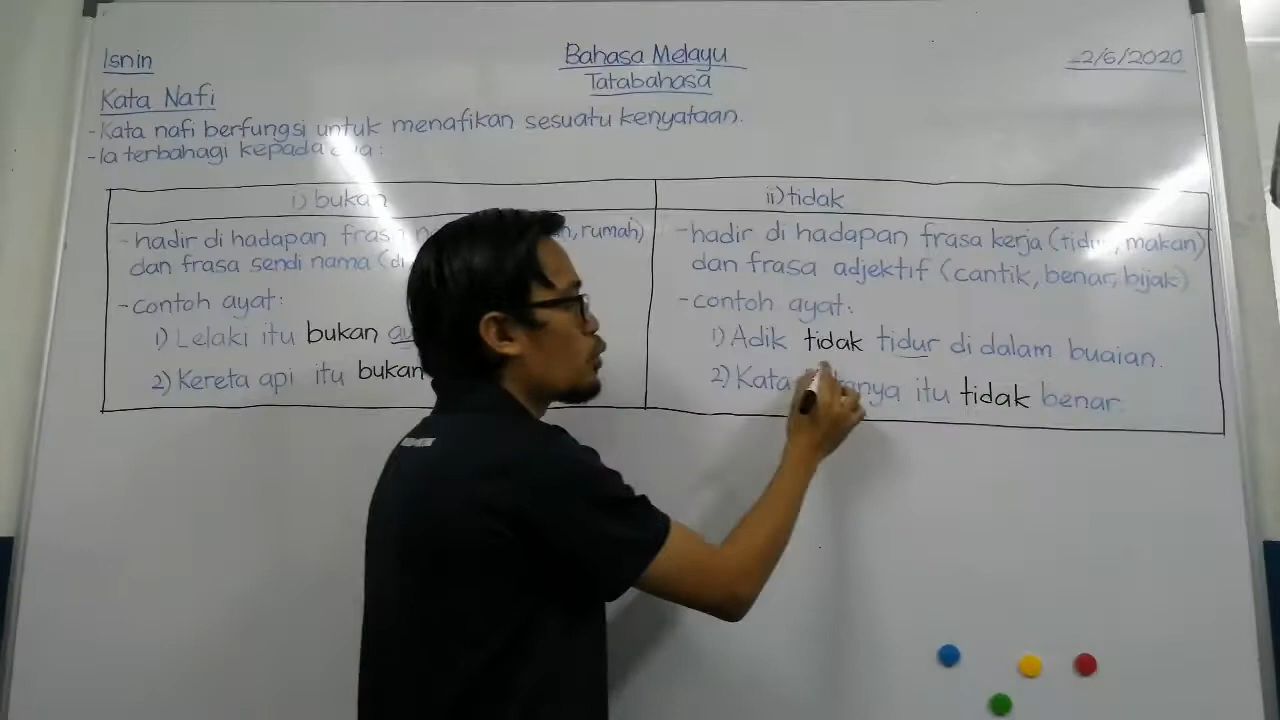 Isnin
Bahasa Melayu
2/6/2020
Tatabahasa
Kata Nafi
- Kata nafi berfungsi untuk menafikan sesuatu kenyataan.
- Ia terbahagi kepada dua:
i) bukan
- hadir di hadapan frasa rumah)
dan frasa sendi nama
- contoh ayat:
1) Lelaki itu bukan
2) Kereta api itu bukan
ii) tidak
- hadir di hadapan frasa kerja (tidur, makan)
dan frasa adjektif (cantik, benar, bijak)
- contoh ayat:
1) Adik tidak tidur di dalam buaian.
2) Kata itu tidak benar.